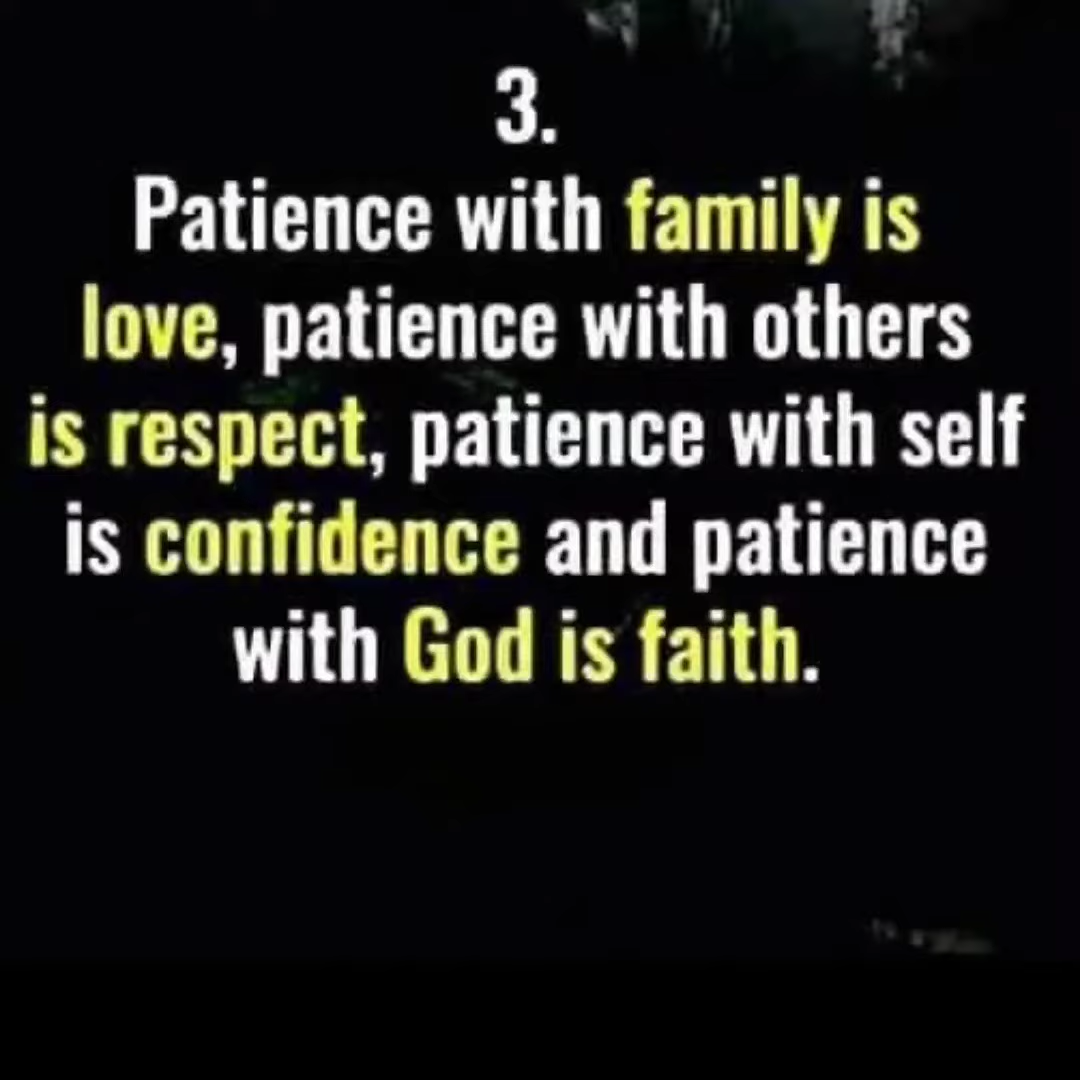 3.
Patience with family is
love, patience with others
is respect, patience with self
is confidence and patience
with God is faith.